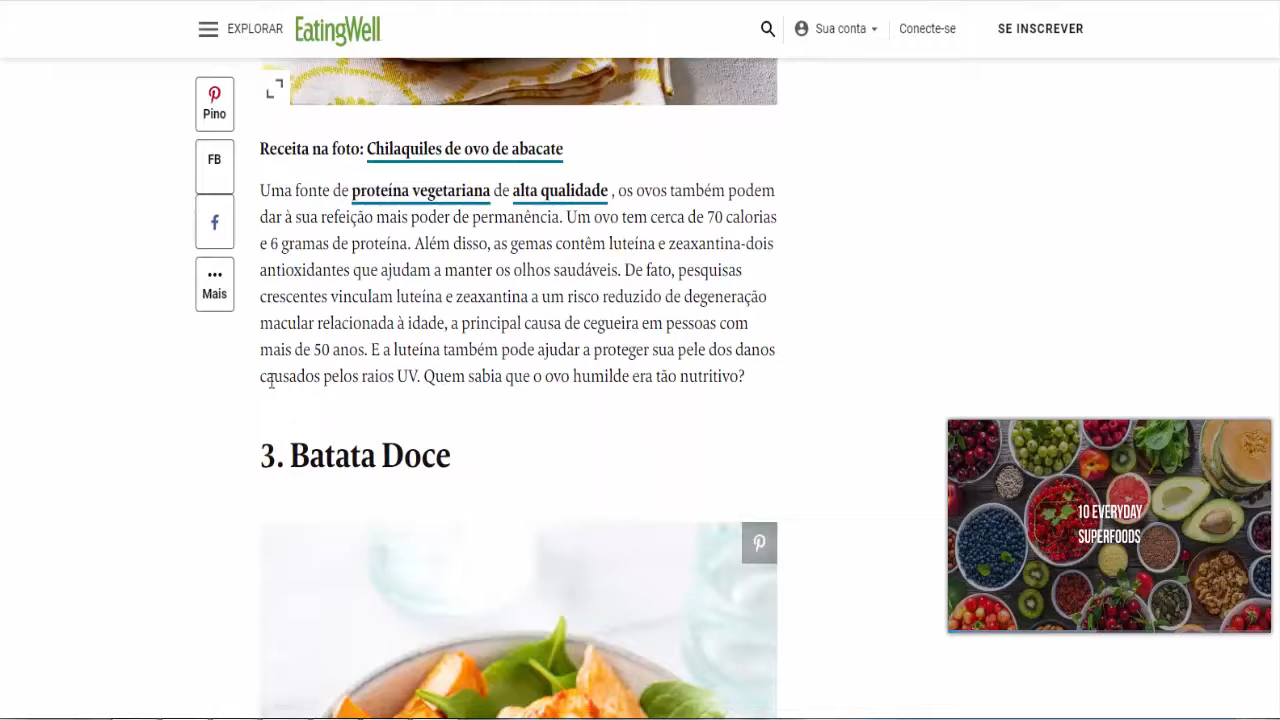 EXPLORAR EatingWell Sua conta Conecte-se SE INSCREVER
Pino
FB
Mais
Receita na foto: Chilaquiles de ovo de abacate
Uma fonte de proteína vegetariana de alta qualidade , os ovos também podem
dar à sua refeição mais poder de permanência. Um ovo tem cerca de 70 calorias
e 6 gramas de proteína. Além disso, as gemas contêm luteína e zeaxantina-dois
antioxidantes que ajudam a manter os olhos saudáveis. De fato, pesquisas
crescentes vinculam luteína e zeaxantina a um risco reduzido de degeneração
macular relacionada à idade, a principal causa de cegueira em pessoas com
mais de 50 anos. E a luteína também pode ajudar a proteger sua pele dos danos
causados pelos raios UV. Quem sabia que o ovo humilde era tão nutritivo?
3. Batata Doce
10 EVERYDAY
SUPERFOODS